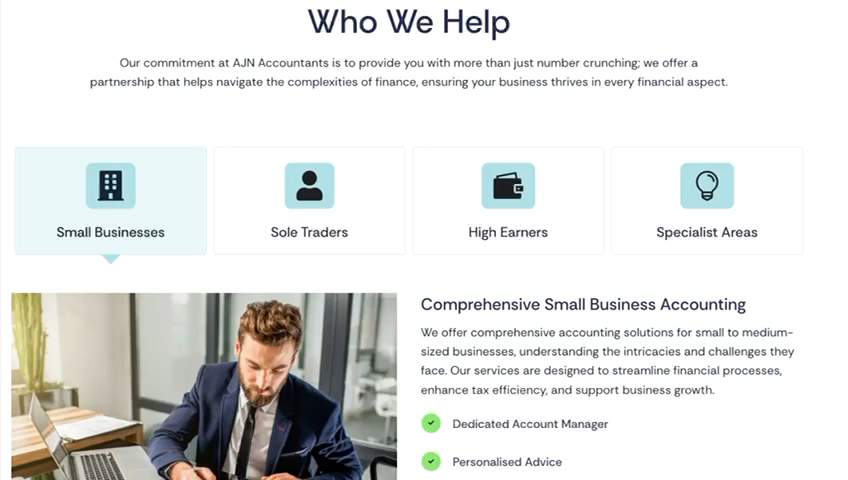 Who We Help
Our commitment at AJN Accountants is to provide you with more than just number crunching; we offer a
partnership that helps navigate the complexities of finance, ensuring your business thrives in every financial aspect.
Small Businesses
Sole Traders
High Earners
Specialist Areas
Comprehensive Small Business Accounting
We offer comprehensive accounting solutions for small to medium-
sized businesses, understanding the intricacies and challenges they
face. Our services are designed to streamline financial processes,
enhance tax efficiency, and support business growth.
Dedicated Account Manager
Personalised Advice